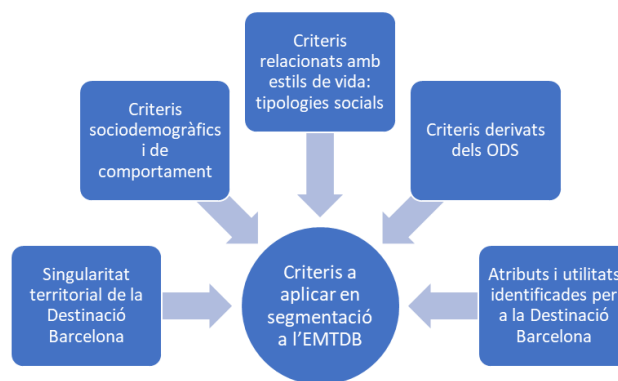 Criteris
relacionats amb
estils de vida:
tipologies socials
Criteris
sociodemogràfics
i de
comportament
Criteris derivats
dels ODS
Singularitat
territorial de la
Destinació
Barcelona
Criteris a
aplicar en
segmentació
a l’EMTDB
Atributs i utilitats
identificades per
a la Destinació
Barcelona